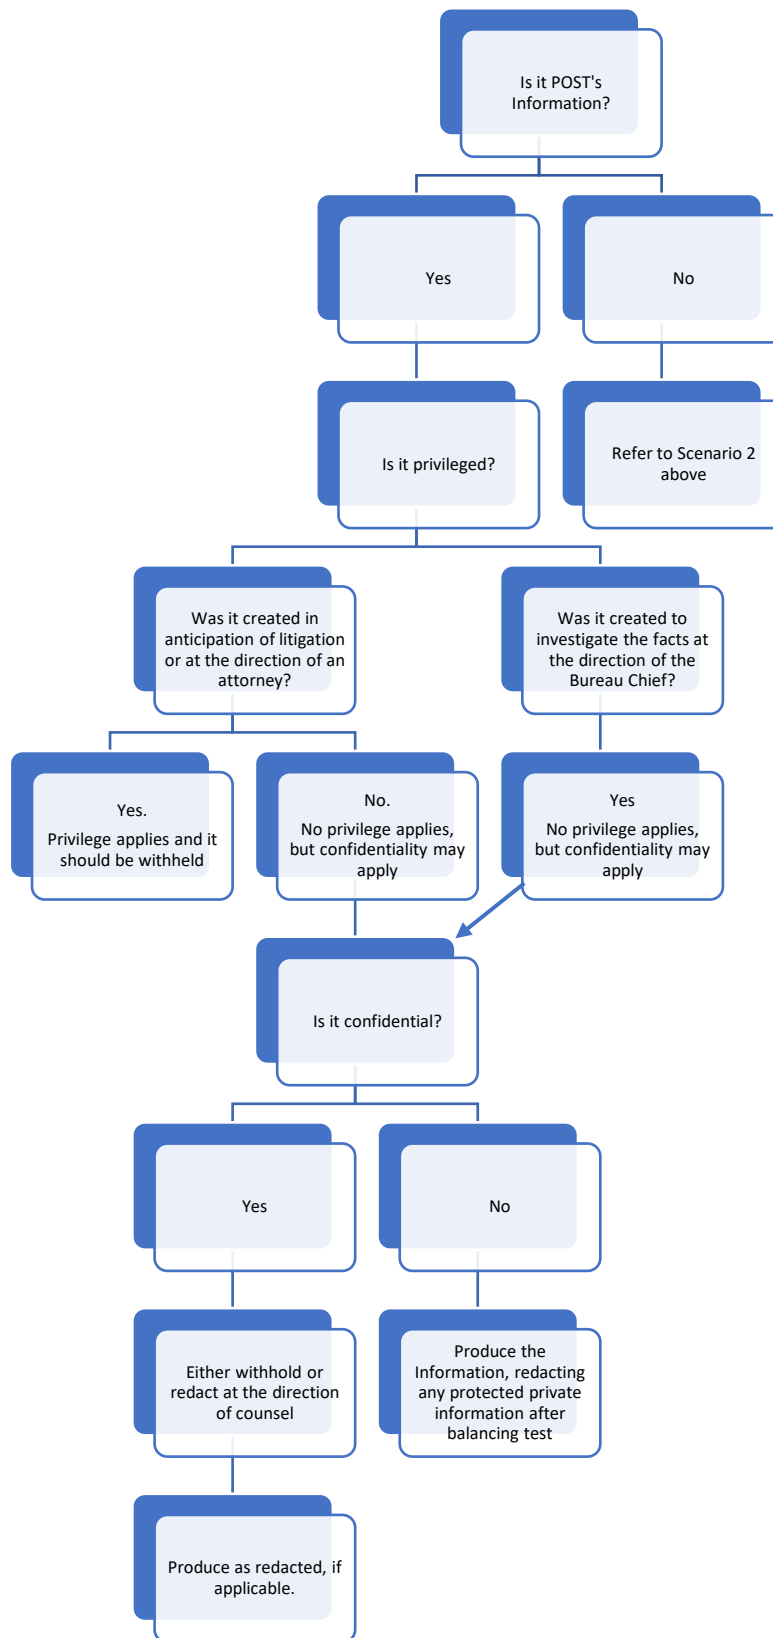 Is it POST's
Information?
Yes
No
Is it privileged?
Refer to Scenario 2
above
Was it created in
anticipation of litigation
or at the direction of an
attorney?
Was it created to
investigate the facts at
the direction of the
Bureau Chief?
Yes.
Privilege applies and it
should be withheld
No.
No privilege applies,
but confidentiality may
apply
Yes
No privilege applies,
but confidentiality may
apply
Is it confidential?
Yes
No
Either withhold or
redact at the direction
of counsel
Produce the
Information, redacting
any protected private
information after
balancing test
Produce as redacted, if
applicable.